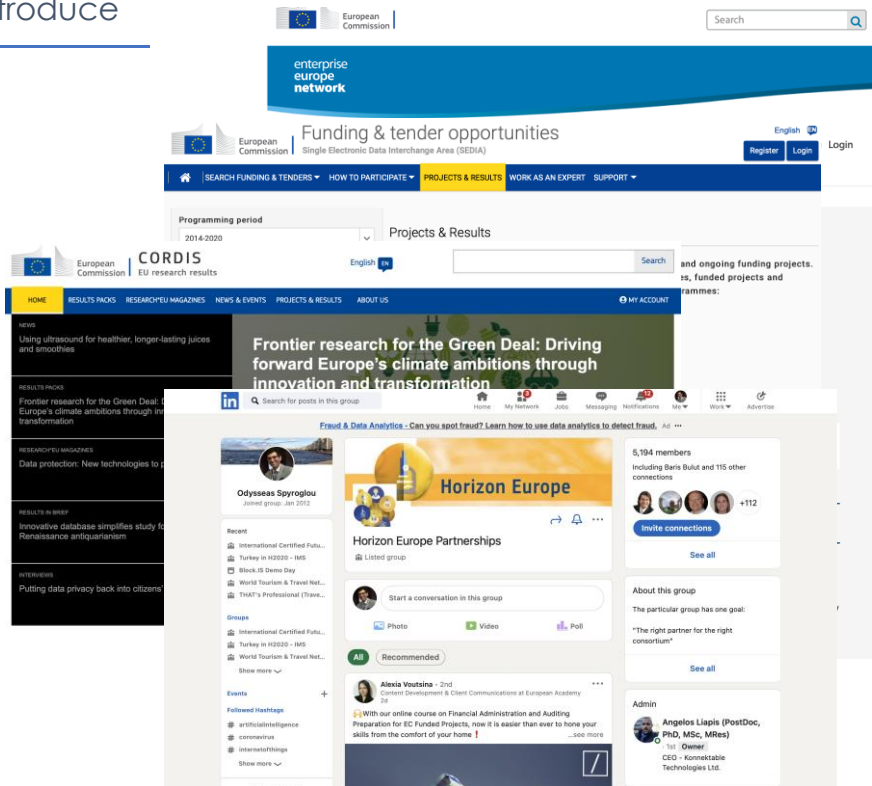 troduce
European
Commission
Search
enterprise
europe
network
European
Commission
Funding & tender opportunities
Single Electronic Data Interchange Area (SEDIA)
English EN
Register Login
Login
SEARCH FUNDING & TENDERS HOW TO PARTICIPATE PROJECTS & RESULTS WORK AS AN EXPERT SUPPORT
Programming period
2014-2020
Projects & Results
and ongoing funding projects.
es, funded projects and
rammes:
European
Commission
CORDIS
EU research results
English EN
Search
HOME RESULTS PACKS RESEARCH*EU MAGAZINES NEWS & EVENTS PROJECTS & RESULTS ABOUT US MY ACCOUNT
NEWS
Using ultrasound for healthier, longer-lasting juices
and smoothies
RESULTS PACKS
Frontier research for the Green Deal:
Europe's climate ambitions through inn
transformation
RESEARCH*EU MAGAZINES
Data protection: New technologies to p
RESULTS IN BRIEF
Innovative database simplifies study fo
Renaissance antiquarianism
INTERVIEWS
Putting data privacy back into citizens'
Frontier research for the Green Deal: Driving
forward Europe's climate ambitions through
innovation and transformation
in
Search for posts in this group
Home My Network Jobs Messaging Notifications Me Work Advertise
Fraud & Data Analytics - Can you spot fraud? Learn how to use data analytics to detect fraud. Ad ...
Odysseas Spyroglou
Joined group: Jan 2012
Recent
International Certified Futu...
Turkey in H2020 - IMS
Block.IS Demo Day
World Tourism & Travel Net...
THAT's Professional (Trave...
Groups
International Certified Futu...
Turkey in H2020 - IMS
World Tourism & Travel Net...
Show more
Events +
Followed Hashtags
# artificialintelligence
# coronavirus
# internetofthings
Show more
Horizon Europe
Horizon Europe Partnerships
Listed group
Start a conversation in this group
Photo Video Poll
All Recommended
Alexia Voutsina • 2nd
Content Development & Client Communications at European Academy
2d
With our online course on Financial Administration and Auditing
Preparation for EC Funded Projects, now it is easier than ever to hone your
skills from the comfort of your home❗ ...see more
5,194 members
Including Baris Bulut and 115 other
connections
+112
Invite connections
See all
About this group
The particular group has one goal:
"The right partner for the right
consortium"
See all
Admin
Angelos Liapis (PostDoc,
PhD, MSc, MRes)
· 1st Owner
CEO - Konnektable
Technologies Ltd.